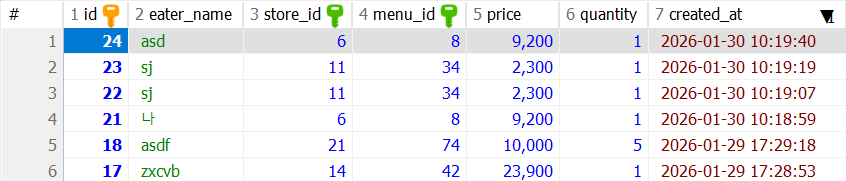 # 1 id 2 eater_name 3 store_id 4 menu_id 5 price 6 quantity 7 created_at
1 24 asd 6 8 9,200 1 2026-01-30 10:19:40
2 23 sj 11 34 2,300 1 2026-01-30 10:19:19
3 22 sj 11 34 2,300 1 2026-01-30 10:19:07
4 21 나 6 8 9,200 1 2026-01-30 10:18:59
5 18 asdf 21 74 10,000 5 2026-01-29 17:29:18
6 17 zxcvb 14 42 23,900 1 2026-01-29 17:28:53